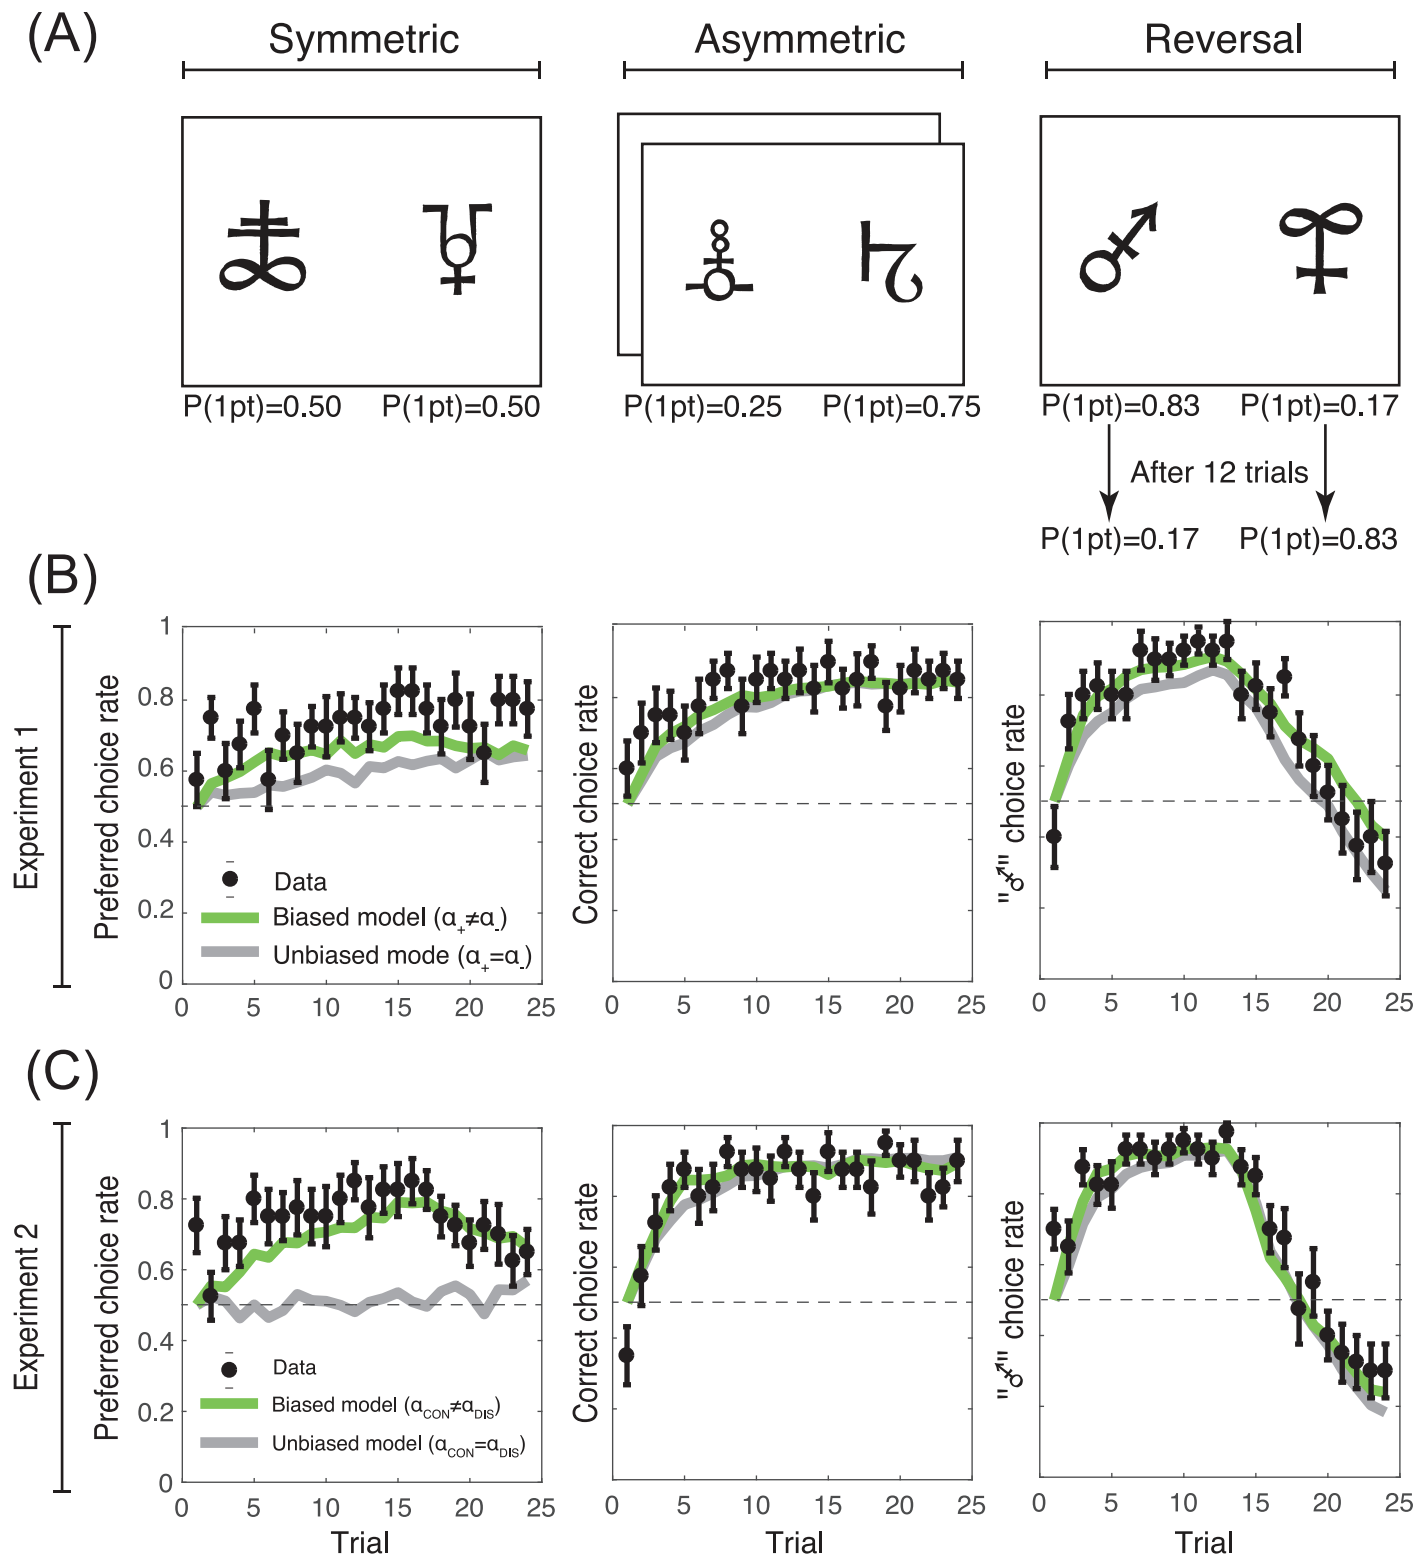 (A)
Symmetric
Asymmetric
Reversal
P(1pt)=0.50 P(1pt)=0.50
P(1pt)=0.25 P(1pt)=0.75
P(1pt)=0.83 P(1pt)=0.17
After 12 trials
P(1pt)=0.17 P(1pt)=0.83
(B)
Experiment 1
Preferred choice rate
1
0.8
0.6
0.4
0.2
0
Data
Biased model (α+≠α-)
Unbiased mode (α+=α-)
0 5 10 15 20 25
Correct choice rate
0 5 10 15 20 25
"⚦" choice rate
0 5 10 15 20 25
(C)
Experiment 2
Preferred choice rate
1
0.8
0.6
0.4
0.2
0
Data
Biased model (αCON≠αDIS)
Unbiased model (αCON=αDIS)
0 5 10 15 20 25
Trial
Correct choice rate
0 5 10 15 20 25
Trial
"⚦" choice rate
0 5 10 15 20 25
Trial